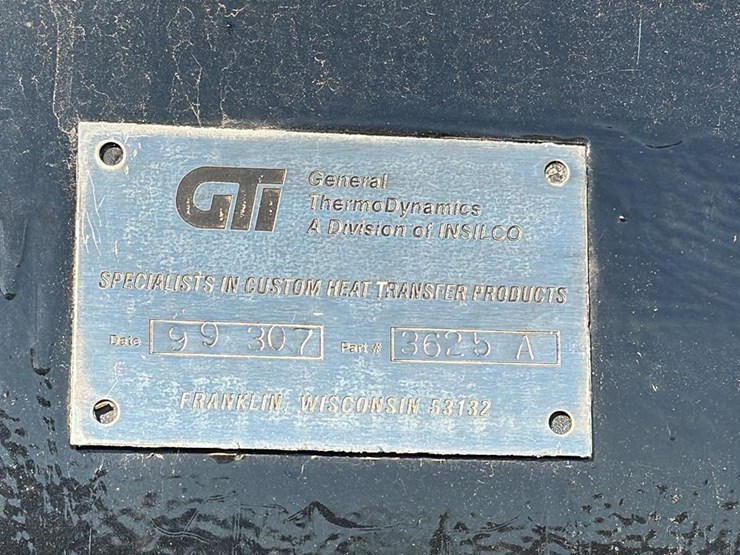 GTI
General
ThermoDynamics
A Division of INSILCO
SPECIALISTS IN CUSTOM HEAT TRANSFER PRODUCTS
Date 99 307 Part # 3625 A
FRANKLIN, WISCONSIN 53132